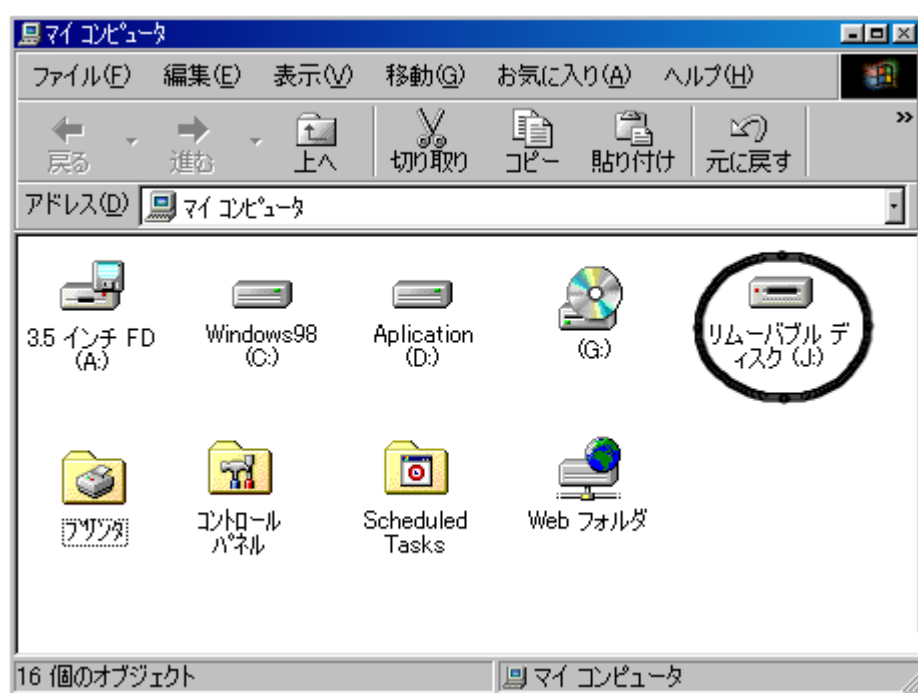 マイ コンピュータ
ファイル(F) 編集(E) 表示(V) 移動(G) お気に入り(A) ヘルプ(H)
戻る 進む 上へ 切り取り コピー 貼り付け 元に戻す »
アドレス(D) マイ コンピュータ
3.5 インチ FD
(A:)
Windows98
(C:)
Aplication
(D:)
(G:)
リムーバブル デ
ィスク (J:)
プリンタ
コントロール
パネル
Scheduled
Tasks
Web フォルダ
16 個のオブジェクト マイ コンピュータ